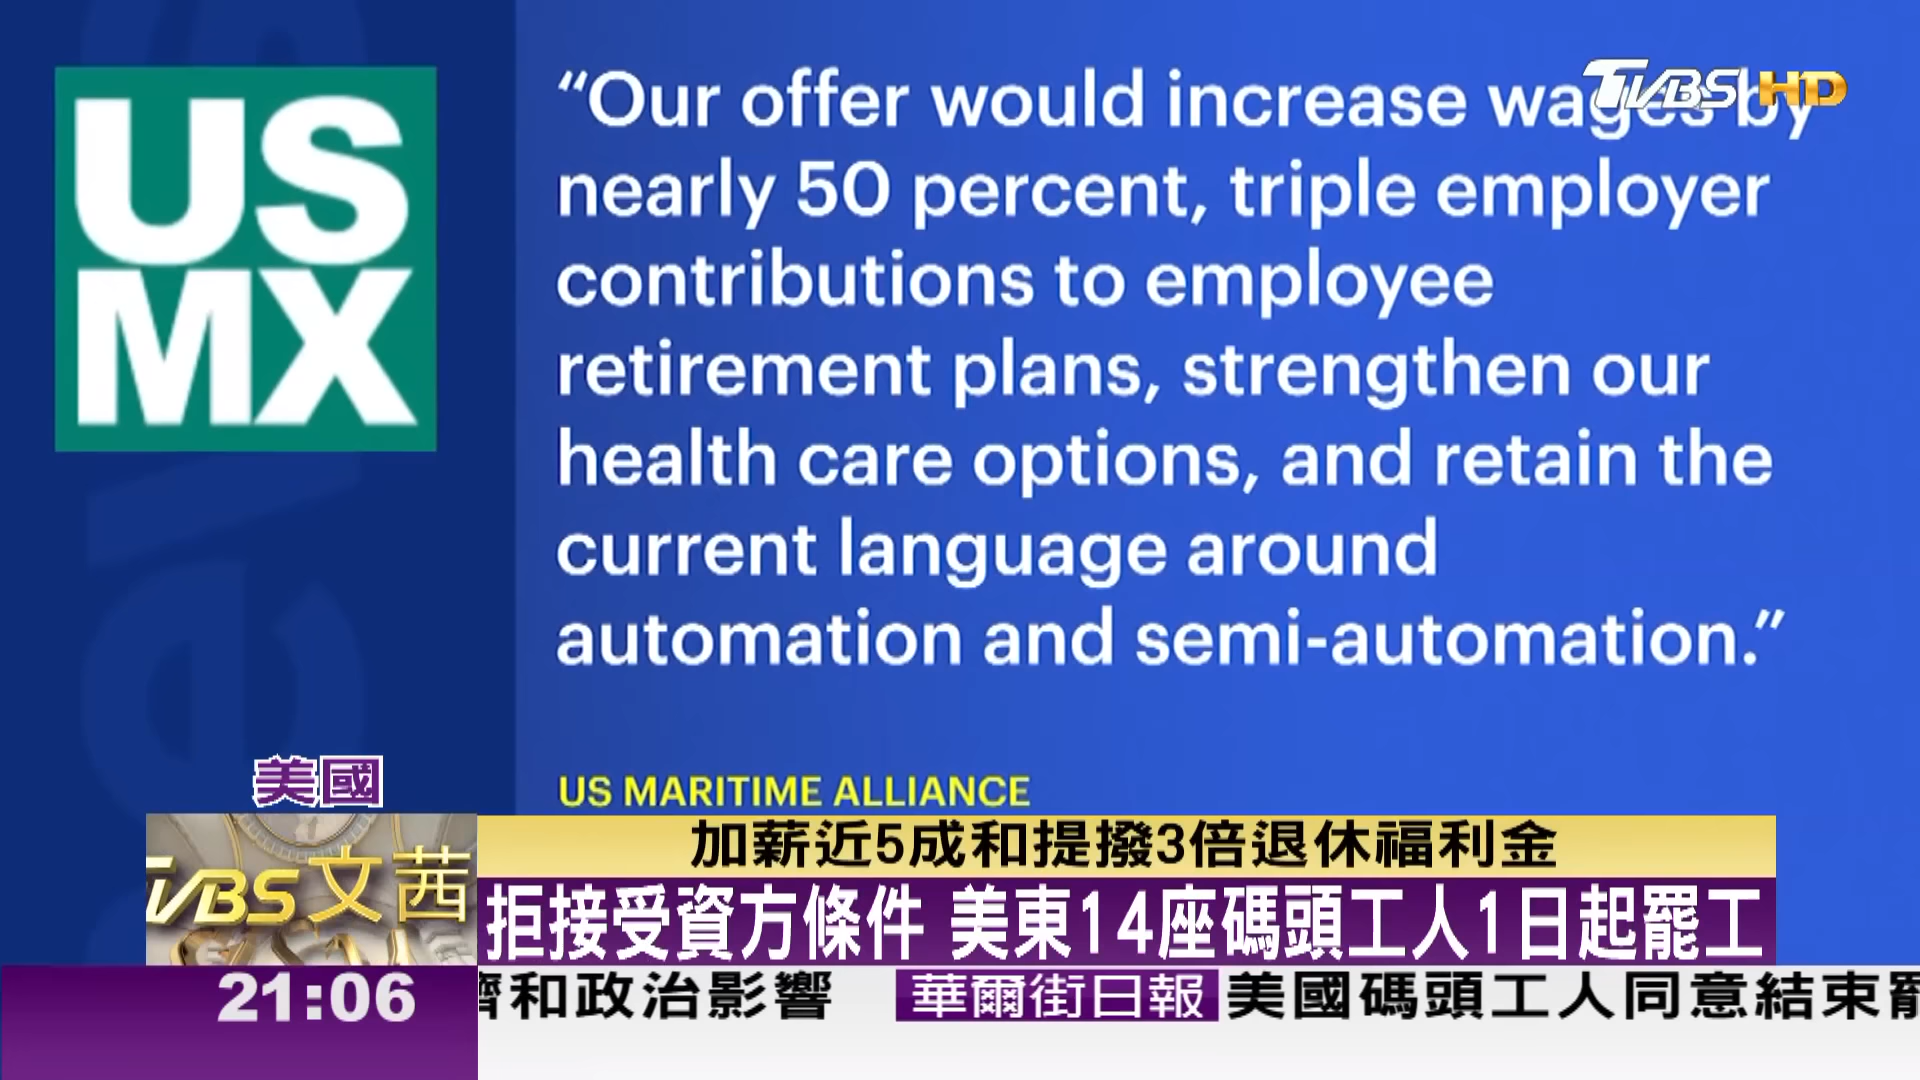 US
MX
TVBS HD
“Our offer would increase wages by
nearly 50 percent, triple employer
contributions to employee
retirement plans, strengthen our
health care options, and retain the
current language around
automation and semi-automation.”
US MARITIME ALLIANCE
美國
TVBS文茜
加薪近5成和提撥3倍退休福利金
拒接受資方條件 美東14座碼頭工人1日起罷工
21:06
濟和政治影響 華爾街日報 美國碼頭工人同意結束罷